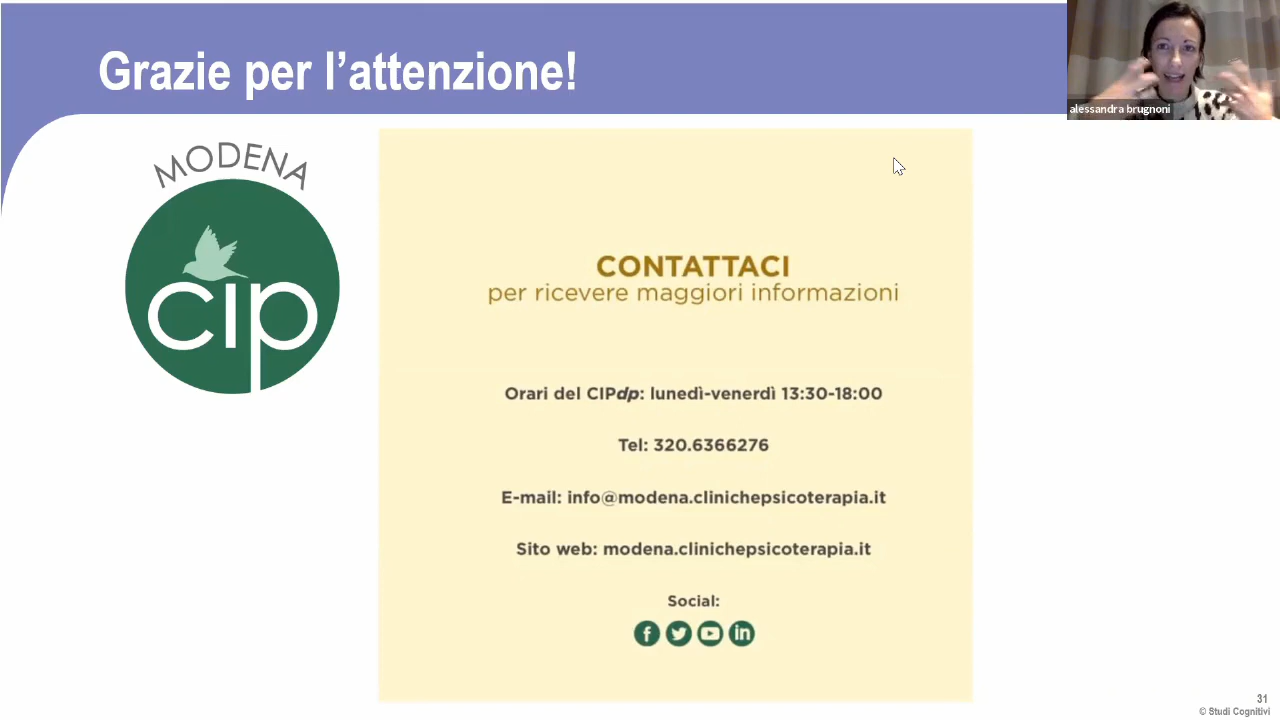 Grazie per l’attenzione!
alessandra brugnoni
MODENA
cip
CONTATTACI
per ricevere maggiori informazioni
Orari del CIPdp: lunedì-venerdì 13:30-18:00
Tel: 320.6366276
E-mail: info@modena.clinichepsicoterapia.it
Sito web: modena.clinichepsicoterapia.it
Social:
f in
31
© Studi Cognitivi